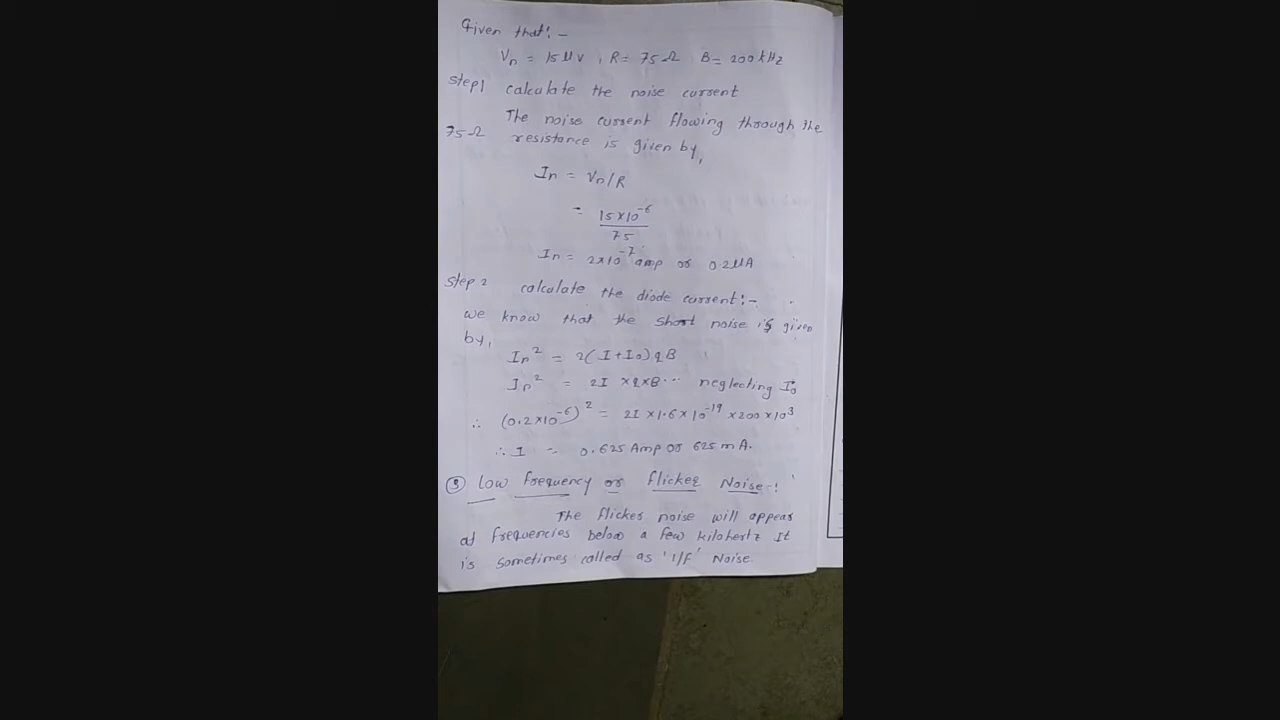 Given that:-
Vn = 15 μv , R = 75 Ω B = 200 kHz
Step1 calculate the noise current
The noise current flowing through the
75 Ω resistance is given by,
In = Vn/R
= 15×10^-6 / 75
In = 2×10^-7 amp or 0.2 μA
Step 2 calculate the diode current:-
we know that the short noise is given
by,
In² = 2(I+I₀) qB
In² = 2I × q × B... neglecting I₀
∴ (0.2×10^-6)² = 2I × 1.6 × 10^-19 × 200 × 10³
∴ I = 0.625 Amp or 625 mA.
③ Low frequency or flicker Noise-:
The flicker noise will appear
at frequencies below a few kilohertz It
is sometimes called as '1/F' Noise